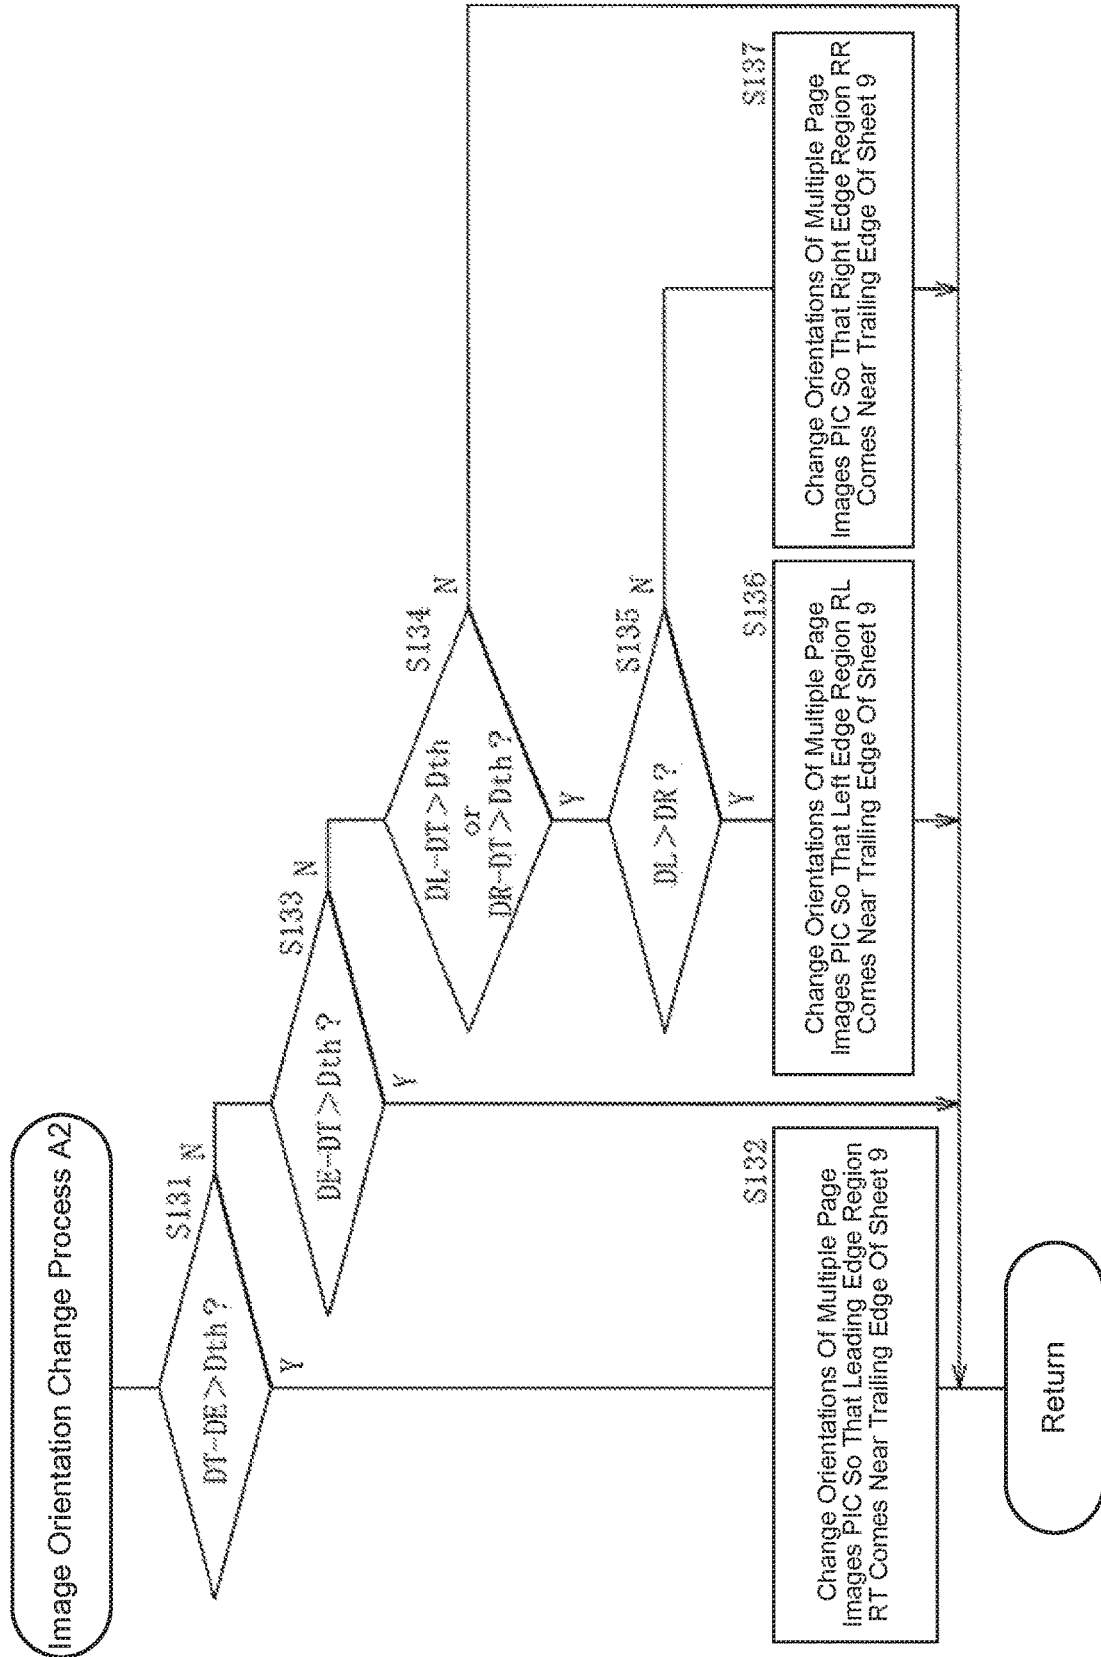 Image Orientation Change Process A2
S131
DT-DE>Dth?
N
Y
S133
DE-DT>Dth?
N
Y
S134
DL-DT>Dth
or
DR-DT>Dth?
N
Y
S135
DL>DR?
N
Y
S132
Change Orientations Of Multiple Page
Images PIC So That Leading Edge Region
RT Comes Near Trailing Edge Of Sheet 9
S136
Change Orientations Of Multiple Page
Images PIC So That Left Edge Region RL
Comes Near Trailing Edge Of Sheet 9
S137
Change Orientations Of Multiple Page
Images PIC So That Right Edge Region RR
Comes Near Trailing Edge Of Sheet 9
Return